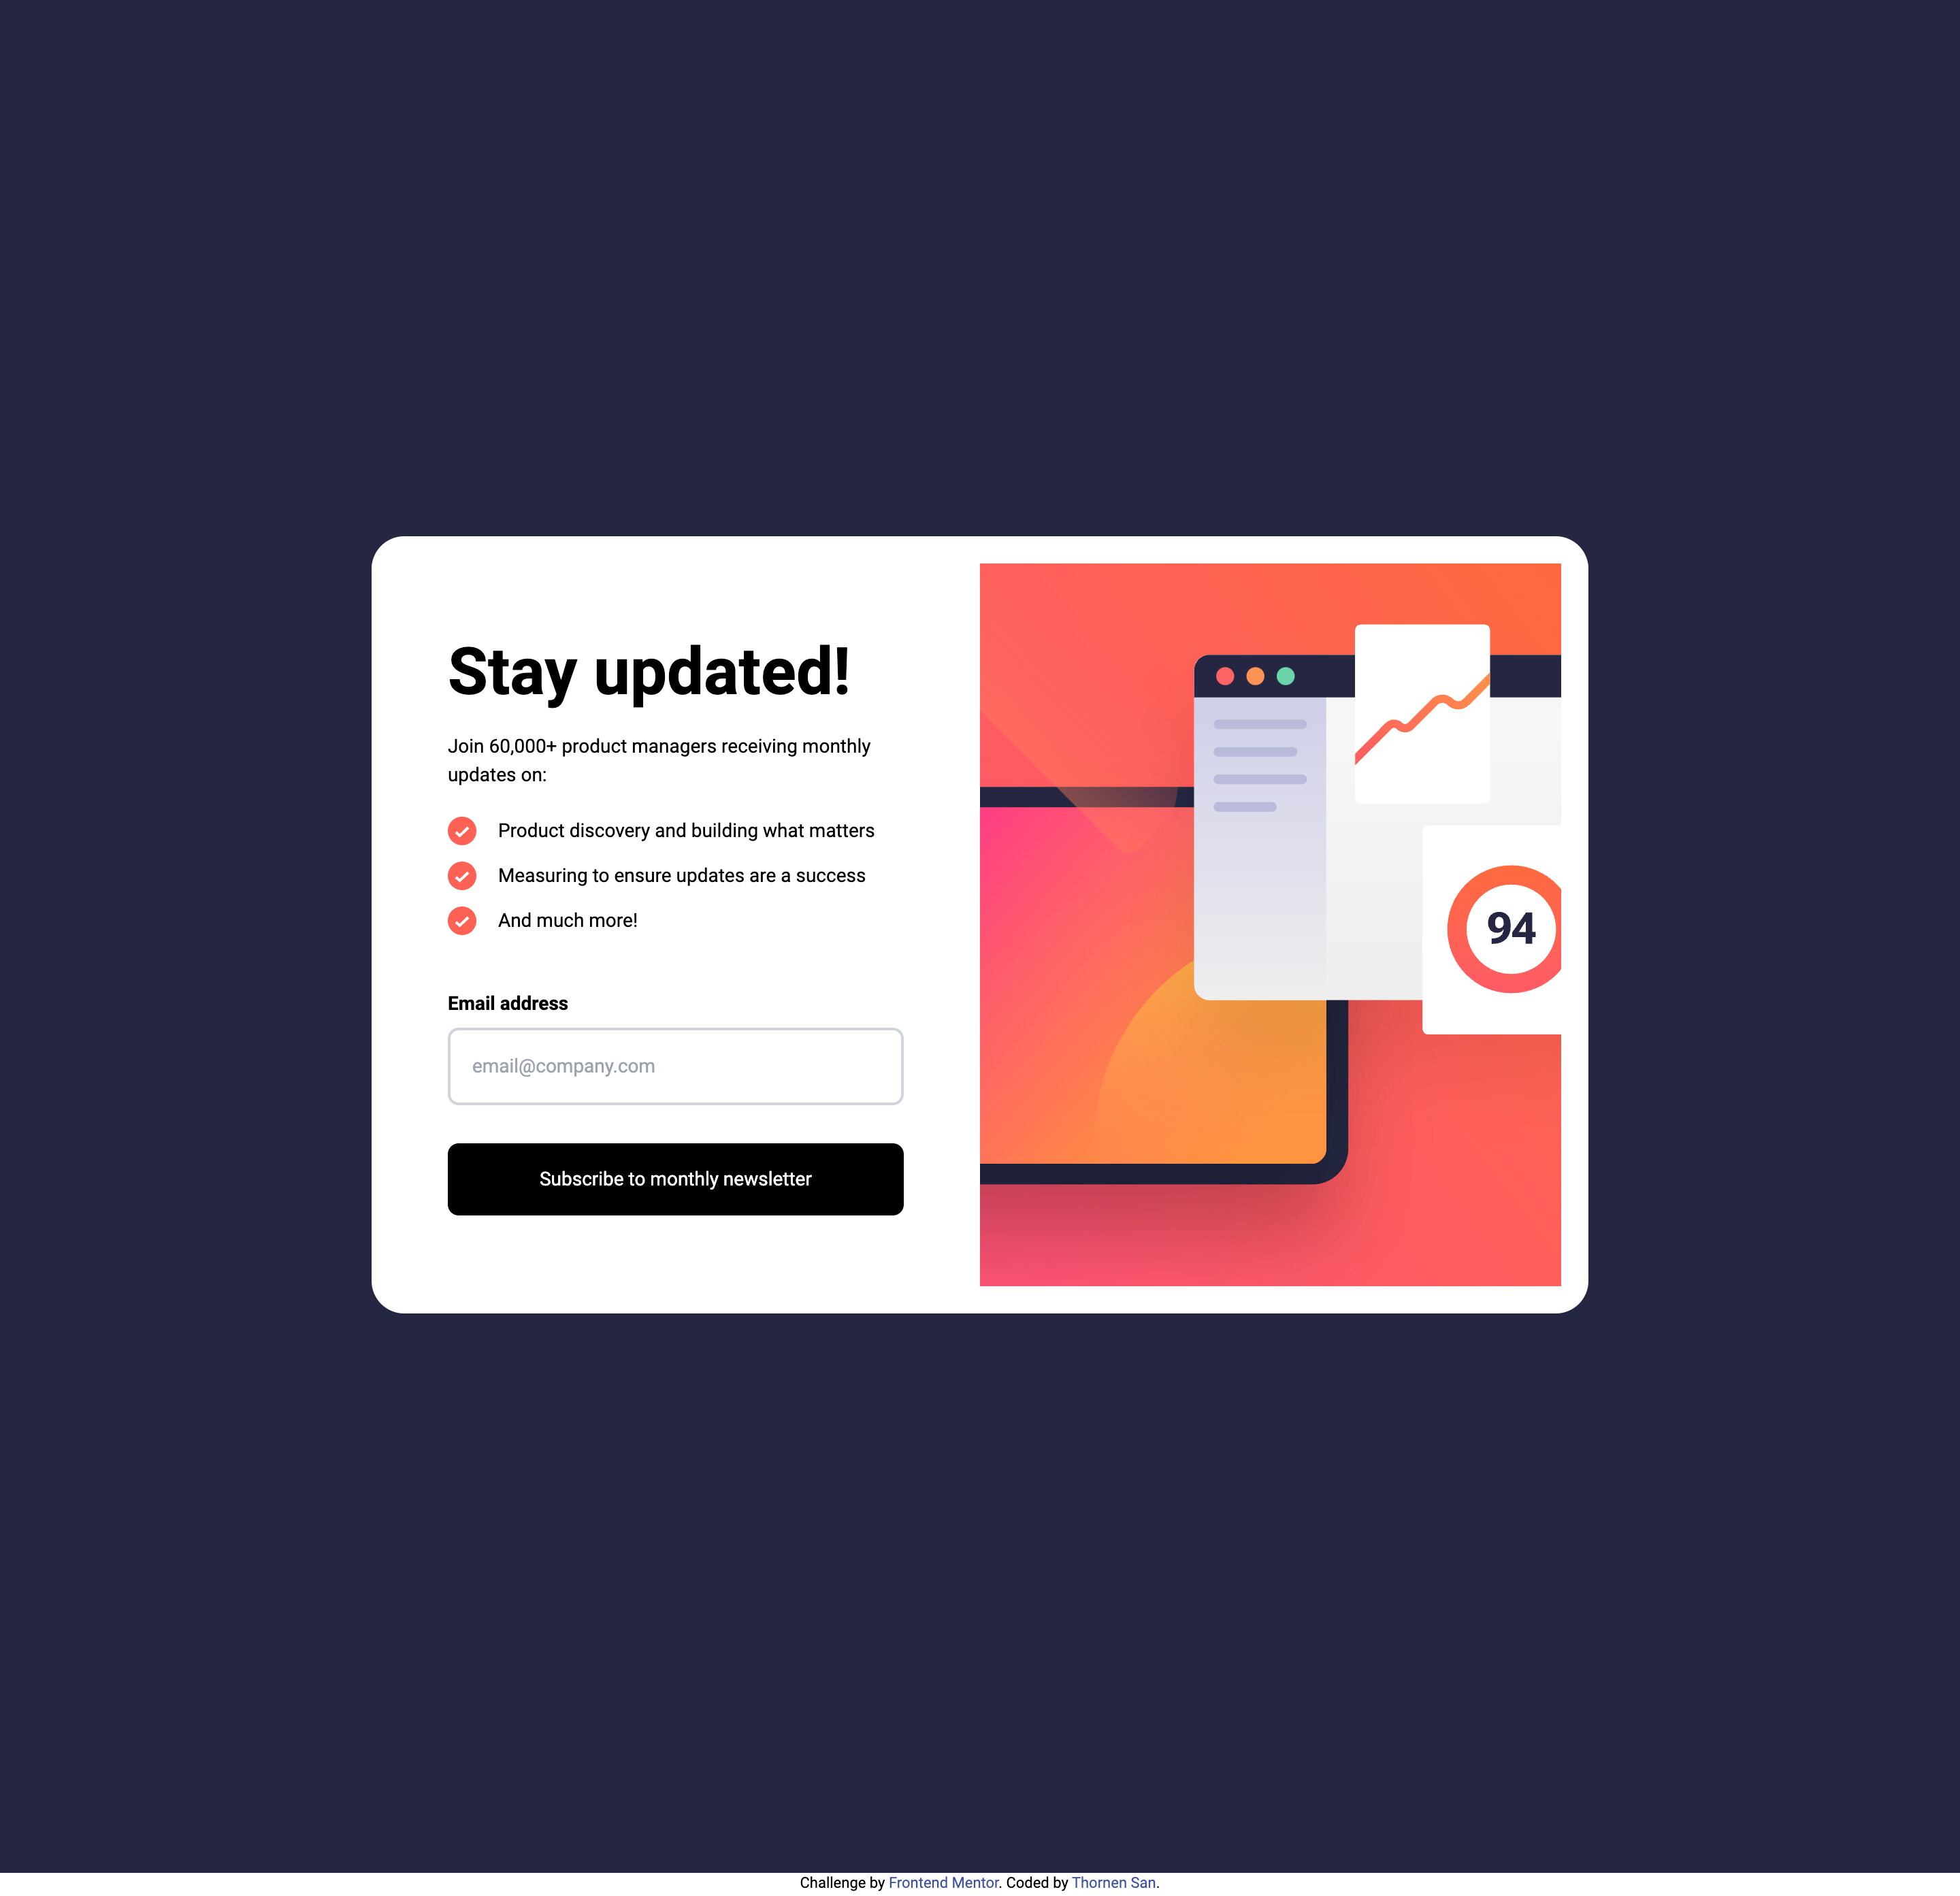 Stay updated!
Join 60,000+ product managers receiving monthly
updates on:
Product discovery and building what matters
Measuring to ensure updates are a success
And much more!
Email address
email@company.com
Subscribe to monthly newsletter
94
Challenge by Frontend Mentor. Coded by Thornen San.